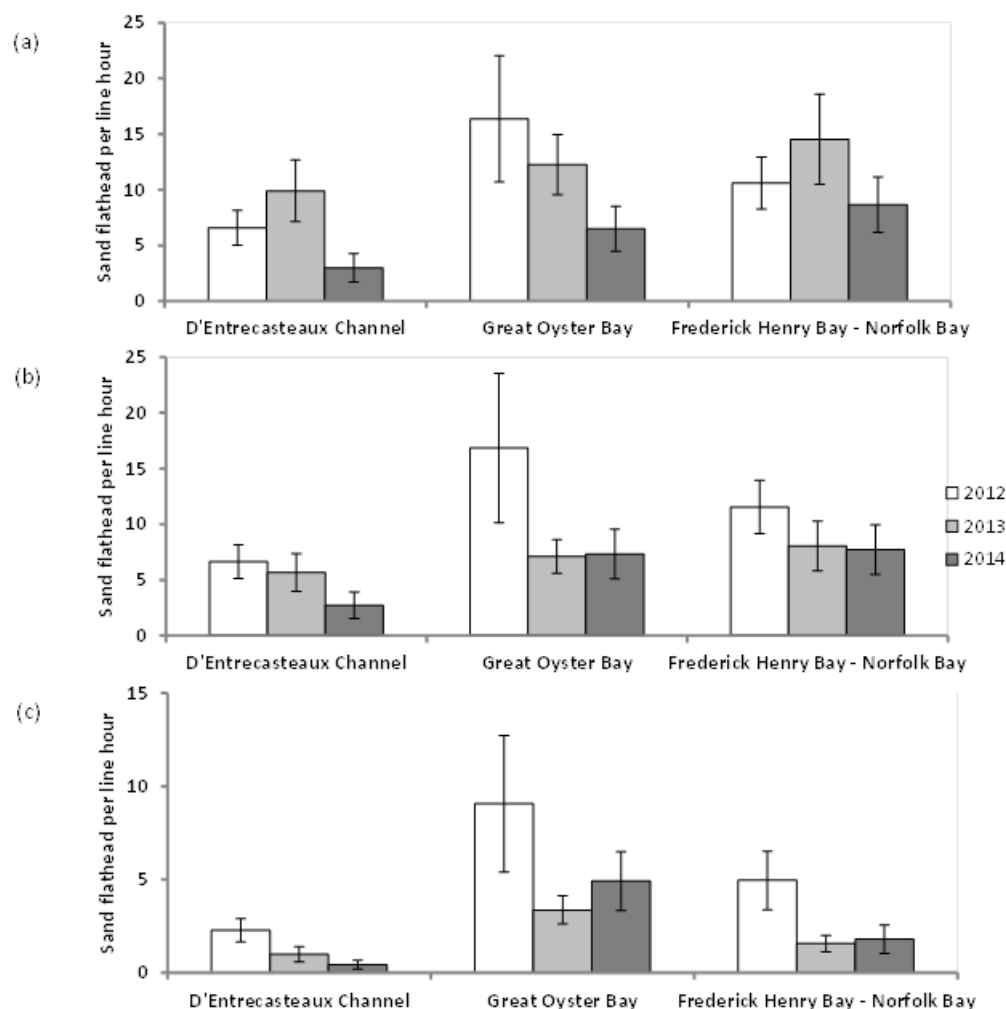 (a)
Sand flathead per line hour
25
20
15
10
5
0
D'Entrecasteaux Channel Great Oyster Bay Frederick Henry Bay - Norfolk Bay
(b)
Sand flathead per line hour
25
20
15
10
5
0
D'Entrecasteaux Channel Great Oyster Bay Frederick Henry Bay - Norfolk Bay
2012
2013
2014
(c)
Sand flathead per line hour
15
10
5
0
D'Entrecasteaux Channel Great Oyster Bay Frederick Henry Bay - Norfolk Bay